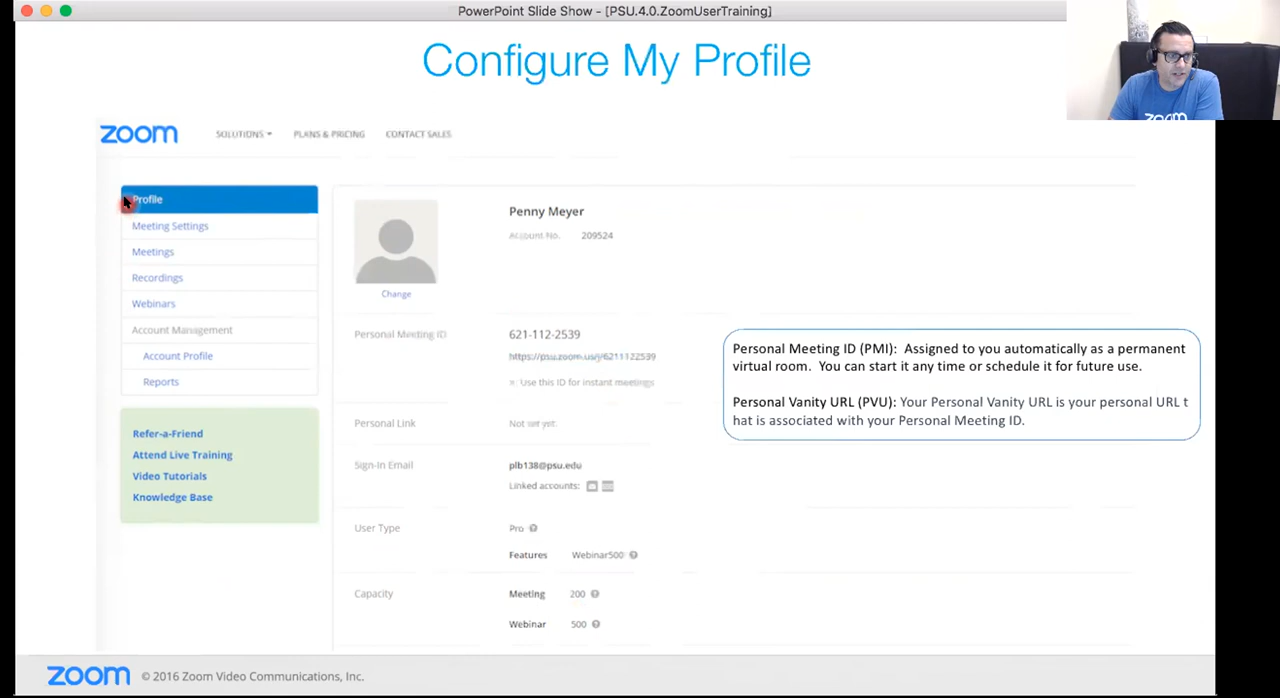 PowerPoint Slide Show - [PSU.4.0.ZoomUserTraining]
Configure My Profile
zoom
zoom SOLUTIONS PLANS & PRICING CONTACT SALES
Profile
Meeting Settings
Meetings
Recordings
Webinars
Account Management
Account Profile
Reports
Refer-a-Friend
Attend Live Training
Video Tutorials
Knowledge Base
Change
Penny Meyer
Account No. 209524
Personal Meeting ID 621-112-2539
https://psu.zoom.us/j/6211122539
× Use this ID for instant meetings
Personal Link Not set yet.
Sign-In Email plb138@psu.edu
Linked accounts:
User Type Pro
Features Webinar500
Capacity Meeting 200
Webinar 500
Personal Meeting ID (PMI): Assigned to you automatically as a permanent
virtual room. You can start it any time or schedule it for future use.
Personal Vanity URL (PVU): Your Personal Vanity URL is your personal URL t
hat is associated with your Personal Meeting ID.
zoom © 2016 Zoom Video Communications, Inc.